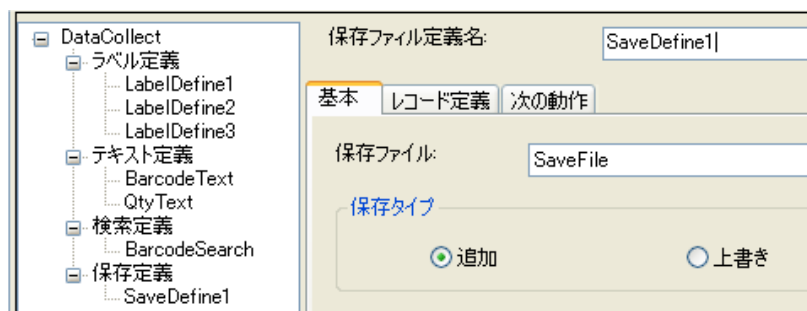 DataCollect
ラベル定義
LabelDefine1
LabelDefine2
LabelDefine3
テキスト定義
BarcodeText
QtyText
検索定義
BarcodeSearch
保存定義
SaveDefine1
保存ファィル定義名:
SaveDefine1
基本
レコード定義
次の動作
保存ファイル:
SaveFile
保存タイプ
追加
上書き